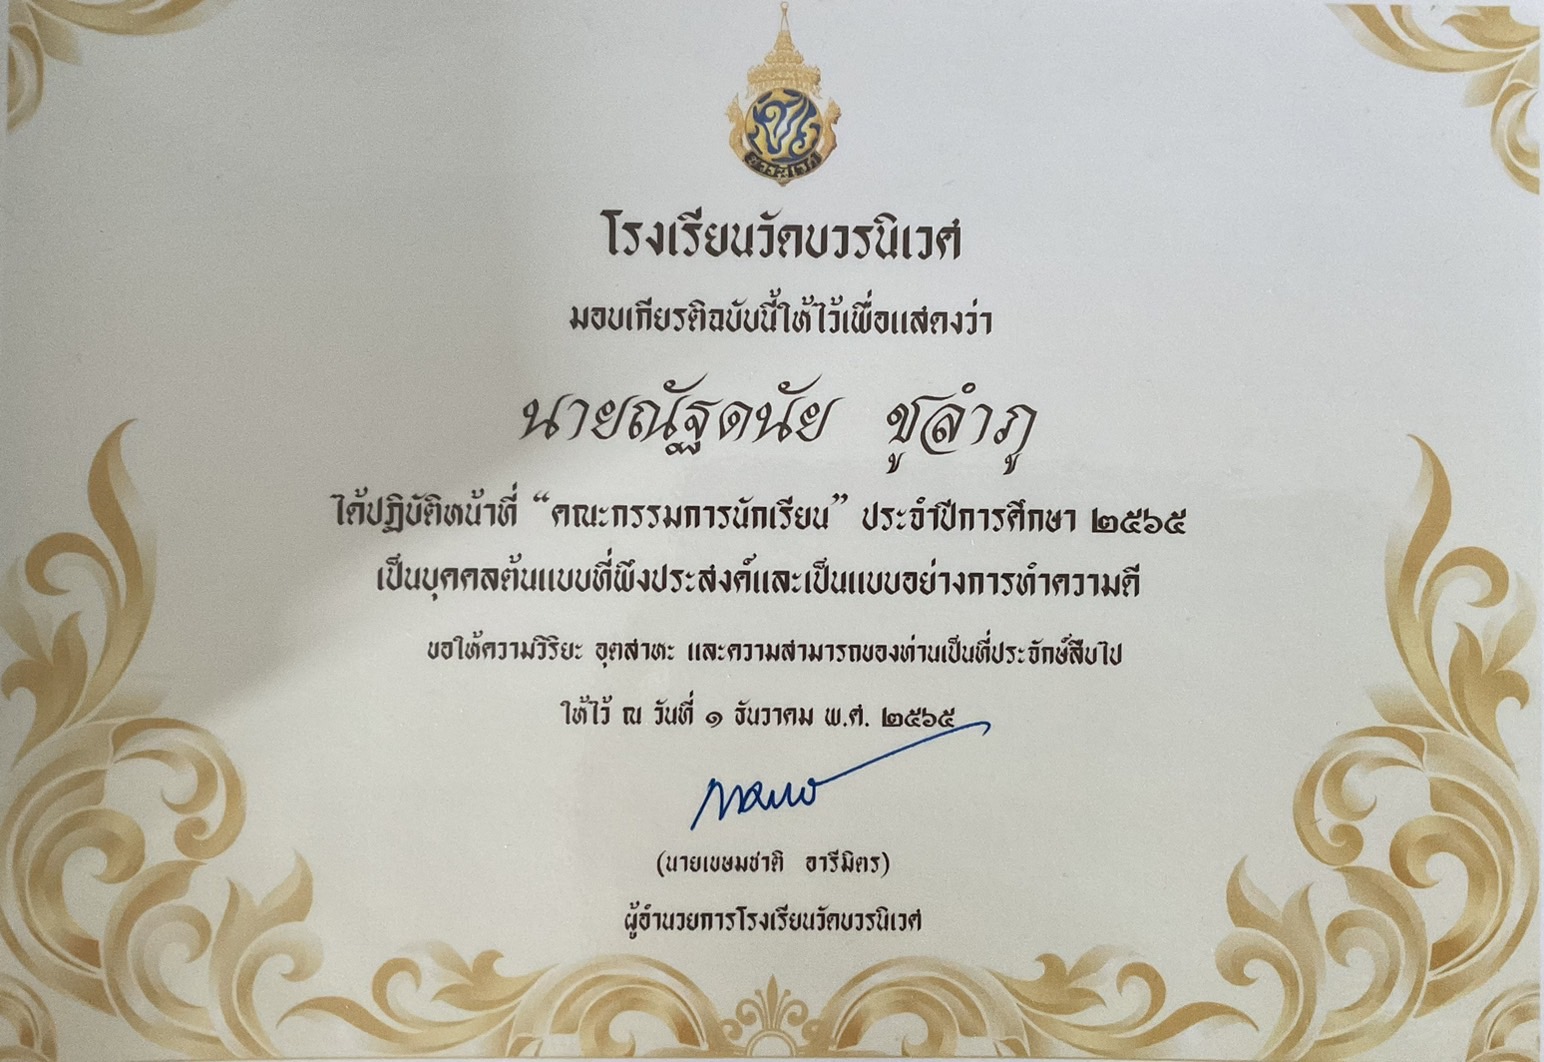 โรงเรียนวัดบวรนิเวศ
มอบเกียรติฉบับนี้ให้ไว้เพื่อแสดงว่า
นายณัฐดนัย ชูลำภู
ได้ปฏิบัติหน้าที่ “คณะกรรมการนักเรียน” ประจำปีการศึกษา ๒๕๖๕
เป็นบุคคลต้นแบบที่พึงประสงค์และเป็นแบบอย่างการทำความดี
ขอให้ความวิริยะ อุตสาหะ และความสามารถของท่านเป็นที่ประจักษ์สืบไป
ให้ไว้ ณ วันที่ ๑ ธันวาคม พ.ศ. ๒๕๖๕
(นายเขษมชาติ อารีมิตร)
ผู้อำนวยการโรงเรียนวัดบวรนิเวศ